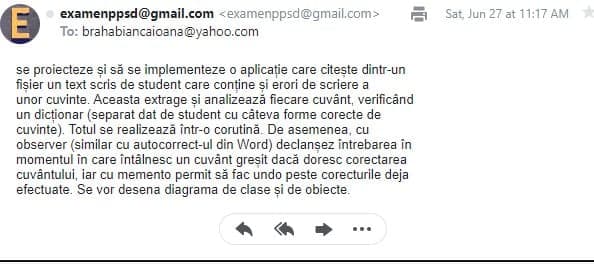 E
examenppsd@gmail.com <examenppsd@gmail.com>
Sat, Jun 27 at 11:17 AM
To: brahabiancaioana@yahoo.com
se proiecteze și să se implementeze o aplicație care citește dintr-un
fișier un text scris de student care conține și erori de scriere a
unor cuvinte. Aceasta extrage și analizează fiecare cuvânt, verificând
un dicționar (separat dat de student cu câteva forme corecte de
cuvinte). Totul se realizează într-o corutină. De asemenea, cu
observer (similar cu autocorrect-ul din Word) declanșez întrebarea în
momentul în care întâlnesc un cuvânt greșit dacă doresc corectarea
cuvântului, iar cu memento permit să fac undo peste corecturile deja
efectuate. Se vor desena diagrama de clase și de obiecte.